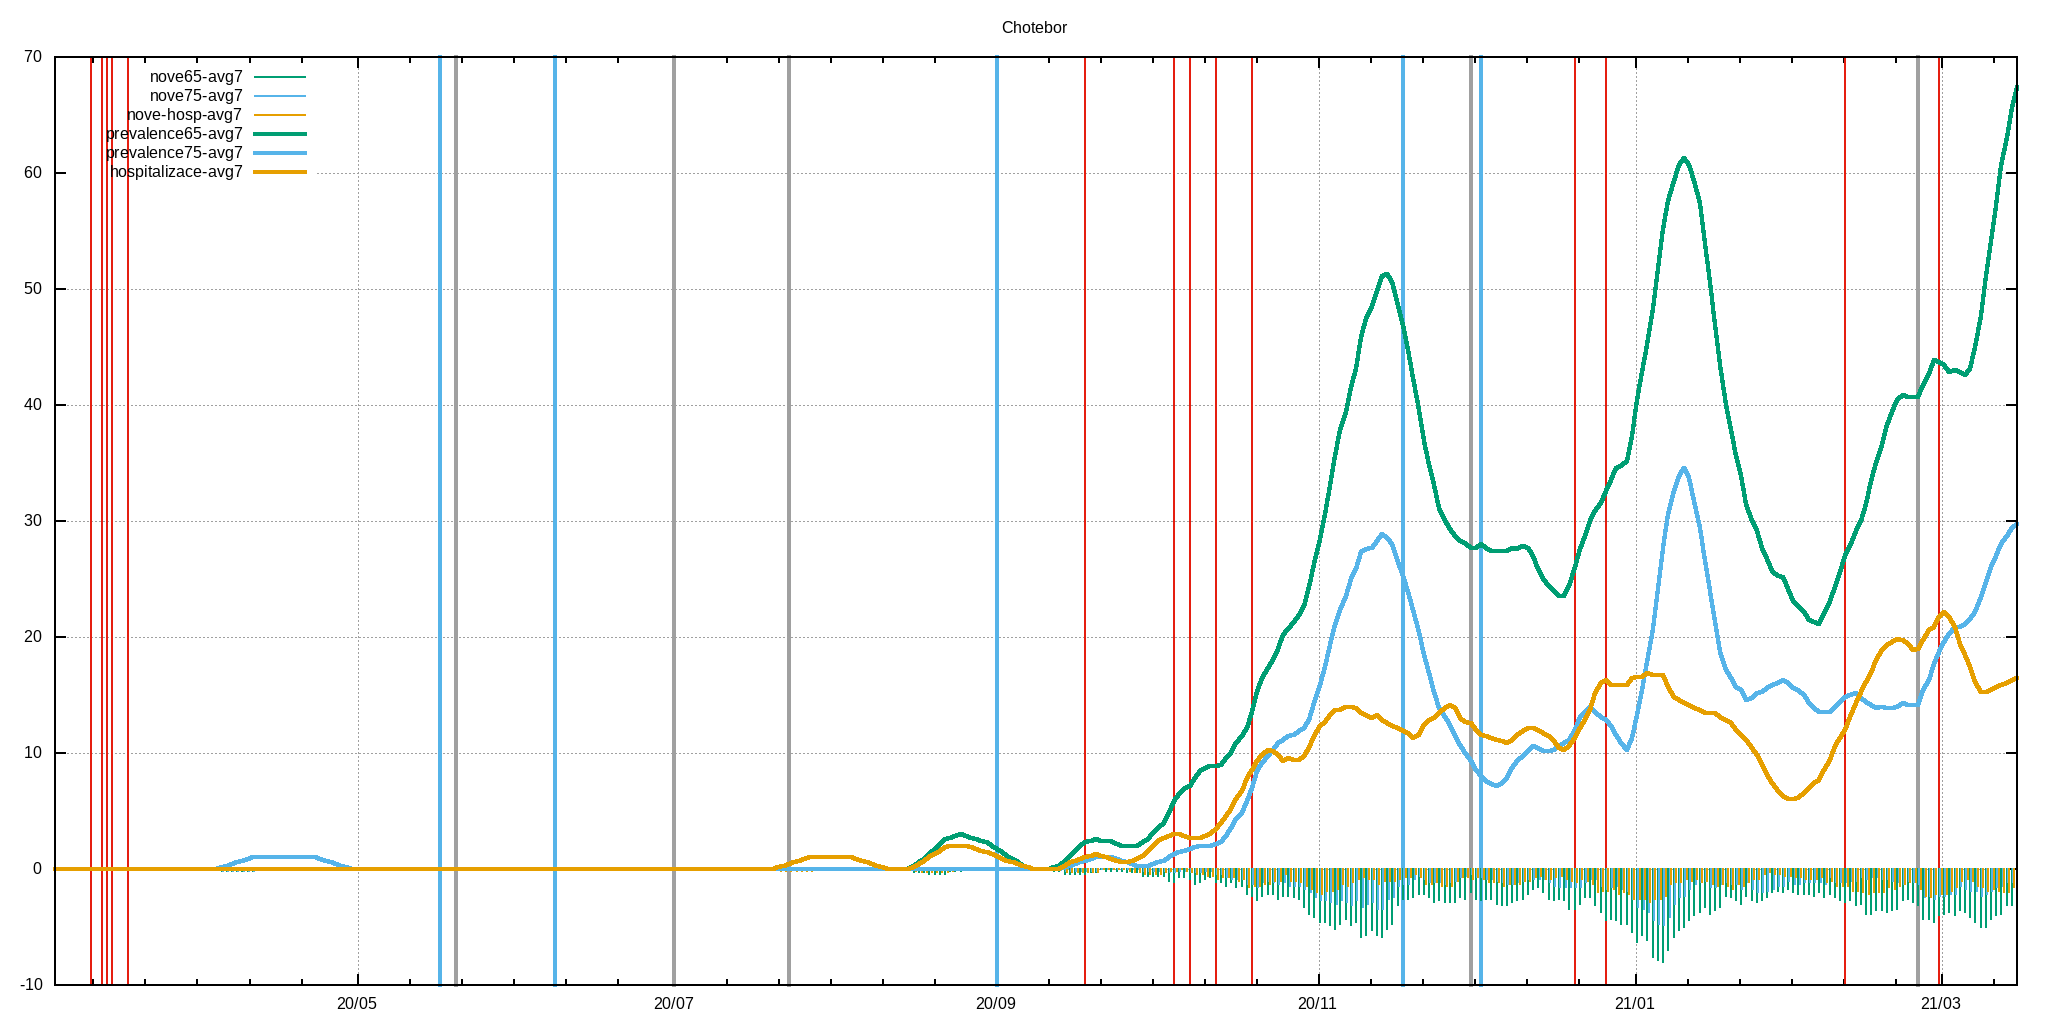 Chotebor
70
nove65-avg7
nove75-avg7
nove-hosp-avg7
prevalence65-avg7
prevalence75-avg7
hospitalizace-avg7
60
50
40
30
20
10
0
-10
20/05 20/07 20/09 20/11 21/01 21/03